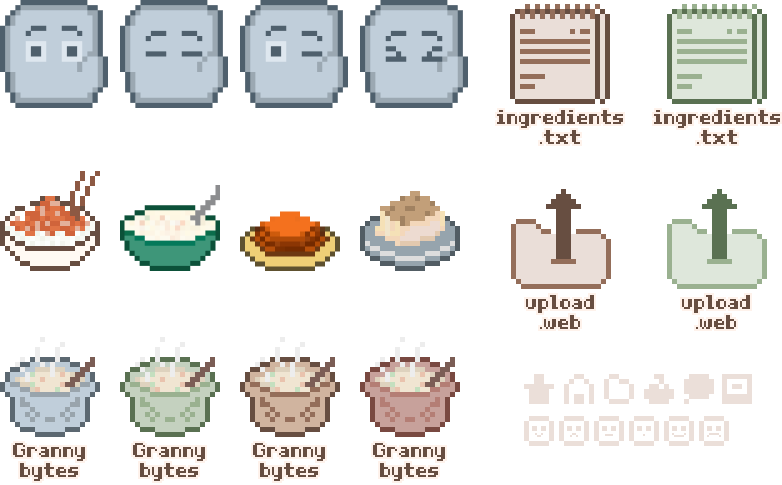 ingredients
.txt
ingredients
.txt
upload
.web
upload
.web
Granny
bytes
Granny
bytes
Granny
bytes
Granny
bytes